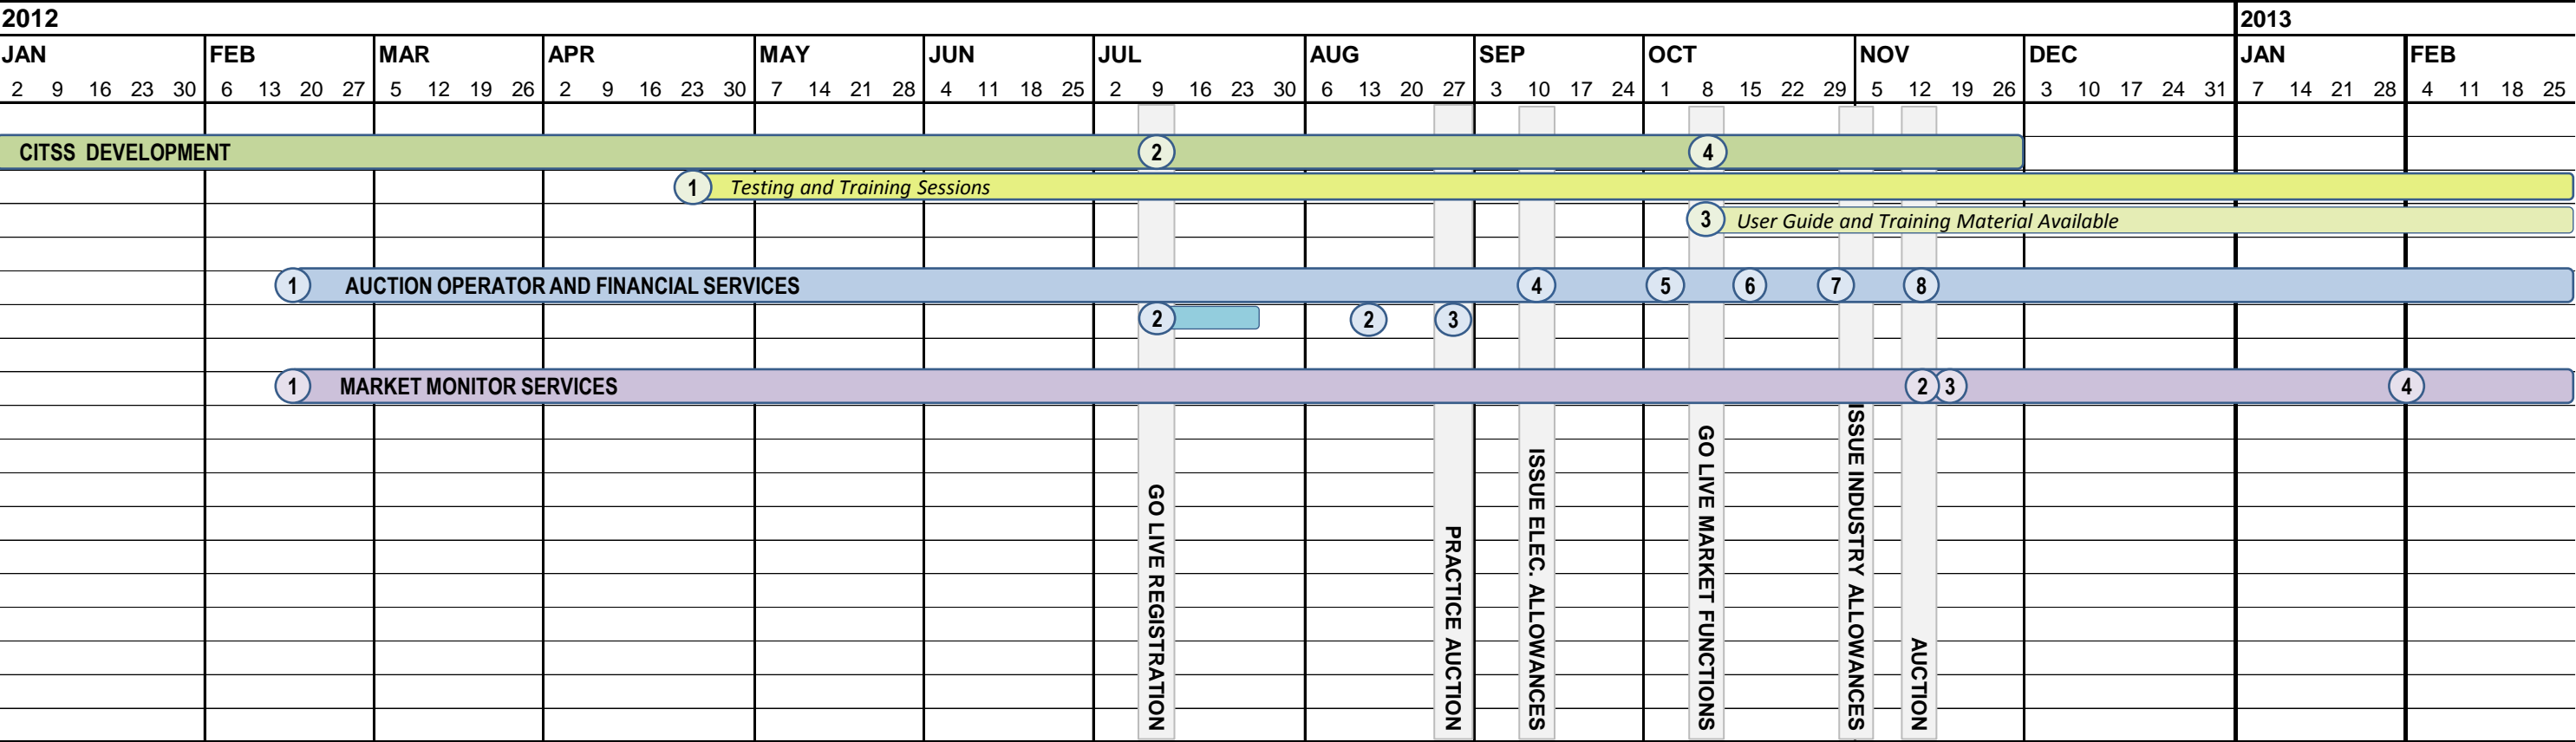 2012 2013
JAN FEB MAR APR MAY JUN JUL AUG SEP OCT NOV DEC JAN FEB
2 9 16 23 30 6 13 20 27 5 12 19 26 2 9 16 23 30 7 14 21 28 4 11 18 25 2 9 16 23 30 6 13 20 27 3 10 17 24 1 8 15 22 29 5 12 19 26 3 10 17 24 31 7 14 21 28 4 11 18 25
CITSS DEVELOPMENT 2 4
1 Testing and Training Sessions
3 User Guide and Training Material Available
1 AUCTION OPERATOR AND FINANCIAL SERVICES 4 5 6 7 8
2 2 3
1 MARKET MONITOR SERVICES 2 3 4
GO LIVE REGISTRATION
PRACTICE AUCTION
ISSUE ELEC. ALLOWANCES
GO LIVE MARKET FUNCTIONS
ISSUE INDUSTRY ALLOWANCES
AUCTION